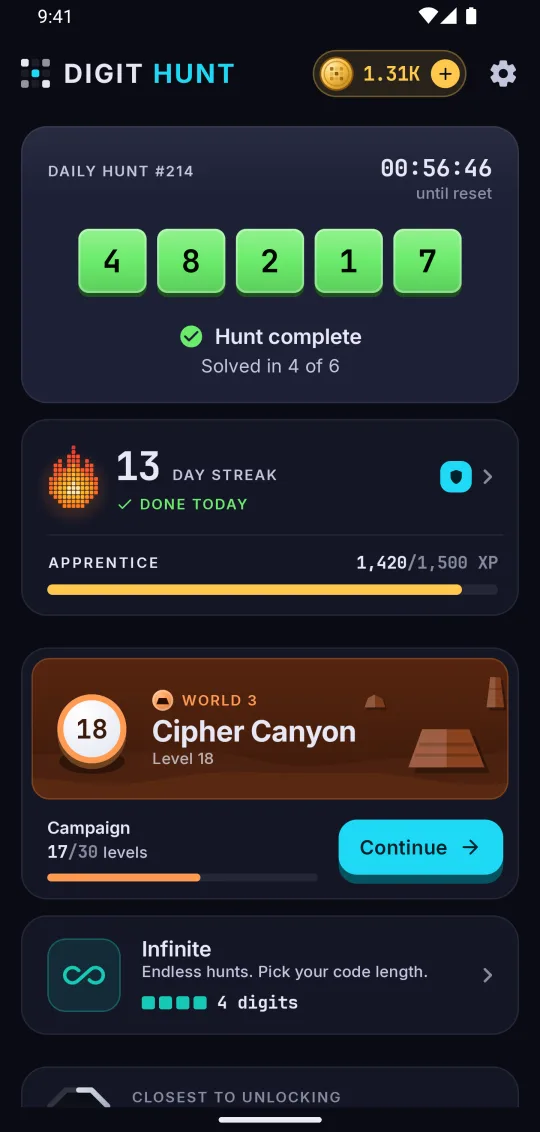 9:41
DIGIT HUNT
1.31K
DAILY HUNT #214
00:56:46
until reset
4 8 2 1 7
Hunt complete
Solved in 4 of 6
13 DAY STREAK
DONE TODAY
APPRENTICE
1,420/1,500 XP
18
WORLD 3
Cipher Canyon
Level 18
Campaign
17/30 levels
Continue
Infinite
Endless hunts. Pick your code length.
4 digits
CLOSEST TO UNLOCKING